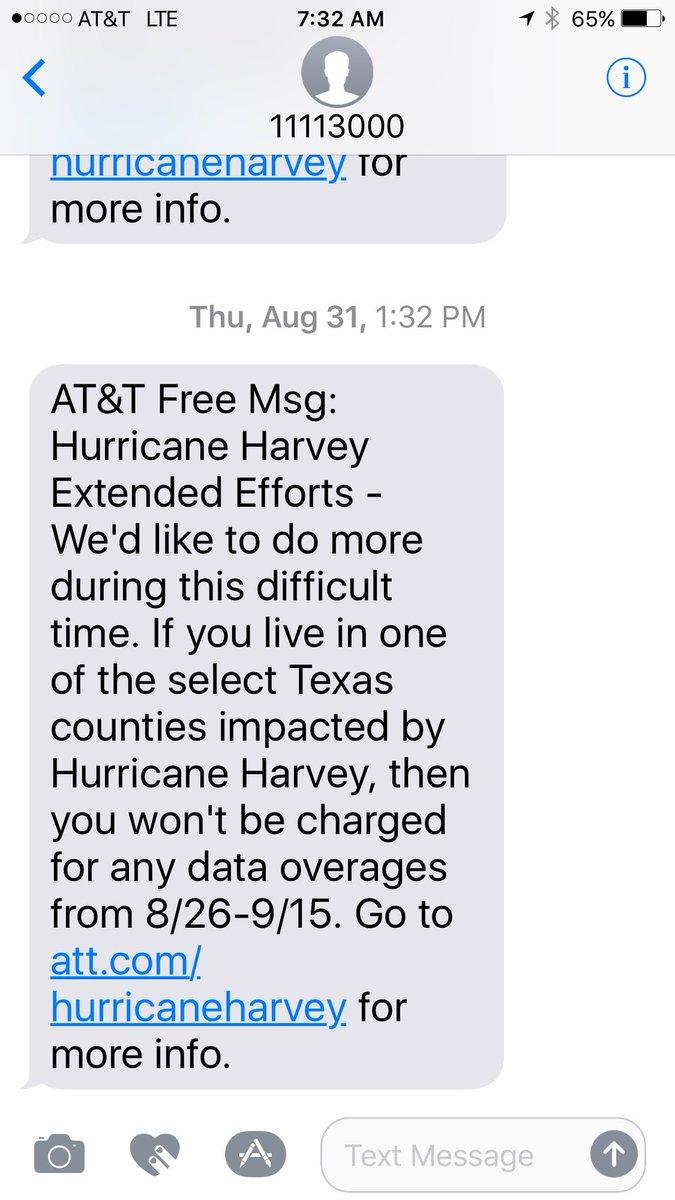 AT&T LTE 7:32 AM 65%
11113000
hurricaneharvey for
more info.
Thu, Aug 31, 1:32 PM
AT&T Free Msg:
Hurricane Harvey
Extended Efforts -
We'd like to do more
during this difficult
time. If you live in one
of the select Texas
counties impacted by
Hurricane Harvey, then
you won't be charged
for any data overages
from 8/26-9/15. Go to
att.com/
hurricaneharvey for
more info.
Text Message